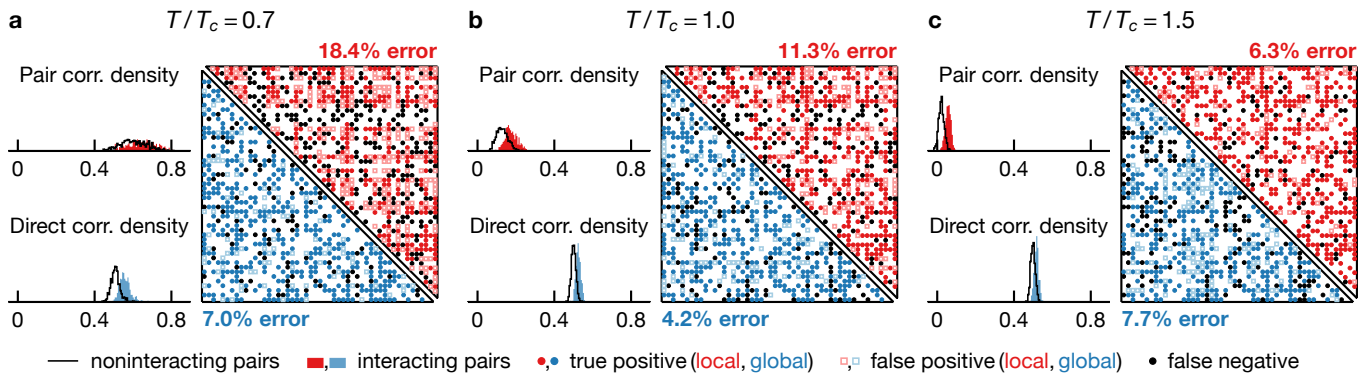 a T / Tc = 0.7
18.4% error
Pair corr. density
0 0.4 0.8
Direct corr. density
0 0.4 0.8
7.0% error
b T / Tc = 1.0
11.3% error
Pair corr. density
0 0.4 0.8
Direct corr. density
0 0.4 0.8
4.2% error
c T / Tc = 1.5
6.3% error
Pair corr. density
0 0.4 0.8
Direct corr. density
0 0.4 0.8
7.7% error
noninteracting pairs , interacting pairs , true positive (local, global) , false positive (local, global) false negative